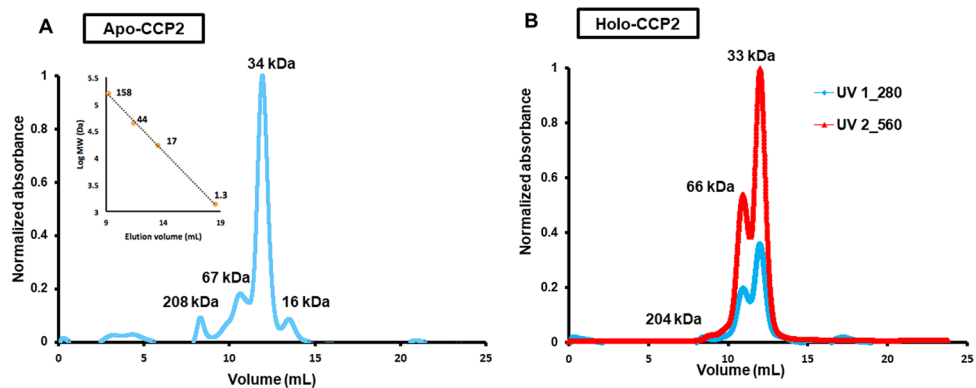 A
Apo-CCP2
Normalized absorbance
1
0.8
0.6
0.4
0.2
0
0
5
10
15
20
25
Volume (mL)
34 kDa
67 kDa
208 kDa
16 kDa
Log MW (Da)
5.5
5
4.5
4
3.5
3
9
14
19
Elution volume (mL)
158
44
17
1.3
B
Holo-CCP2
Normalized absorbance
1
0.8
0.6
0.4
0.2
0
0
5
10
15
20
25
Volume (mL)
33 kDa
66 kDa
204 kDa
UV 1_280
UV 2_560